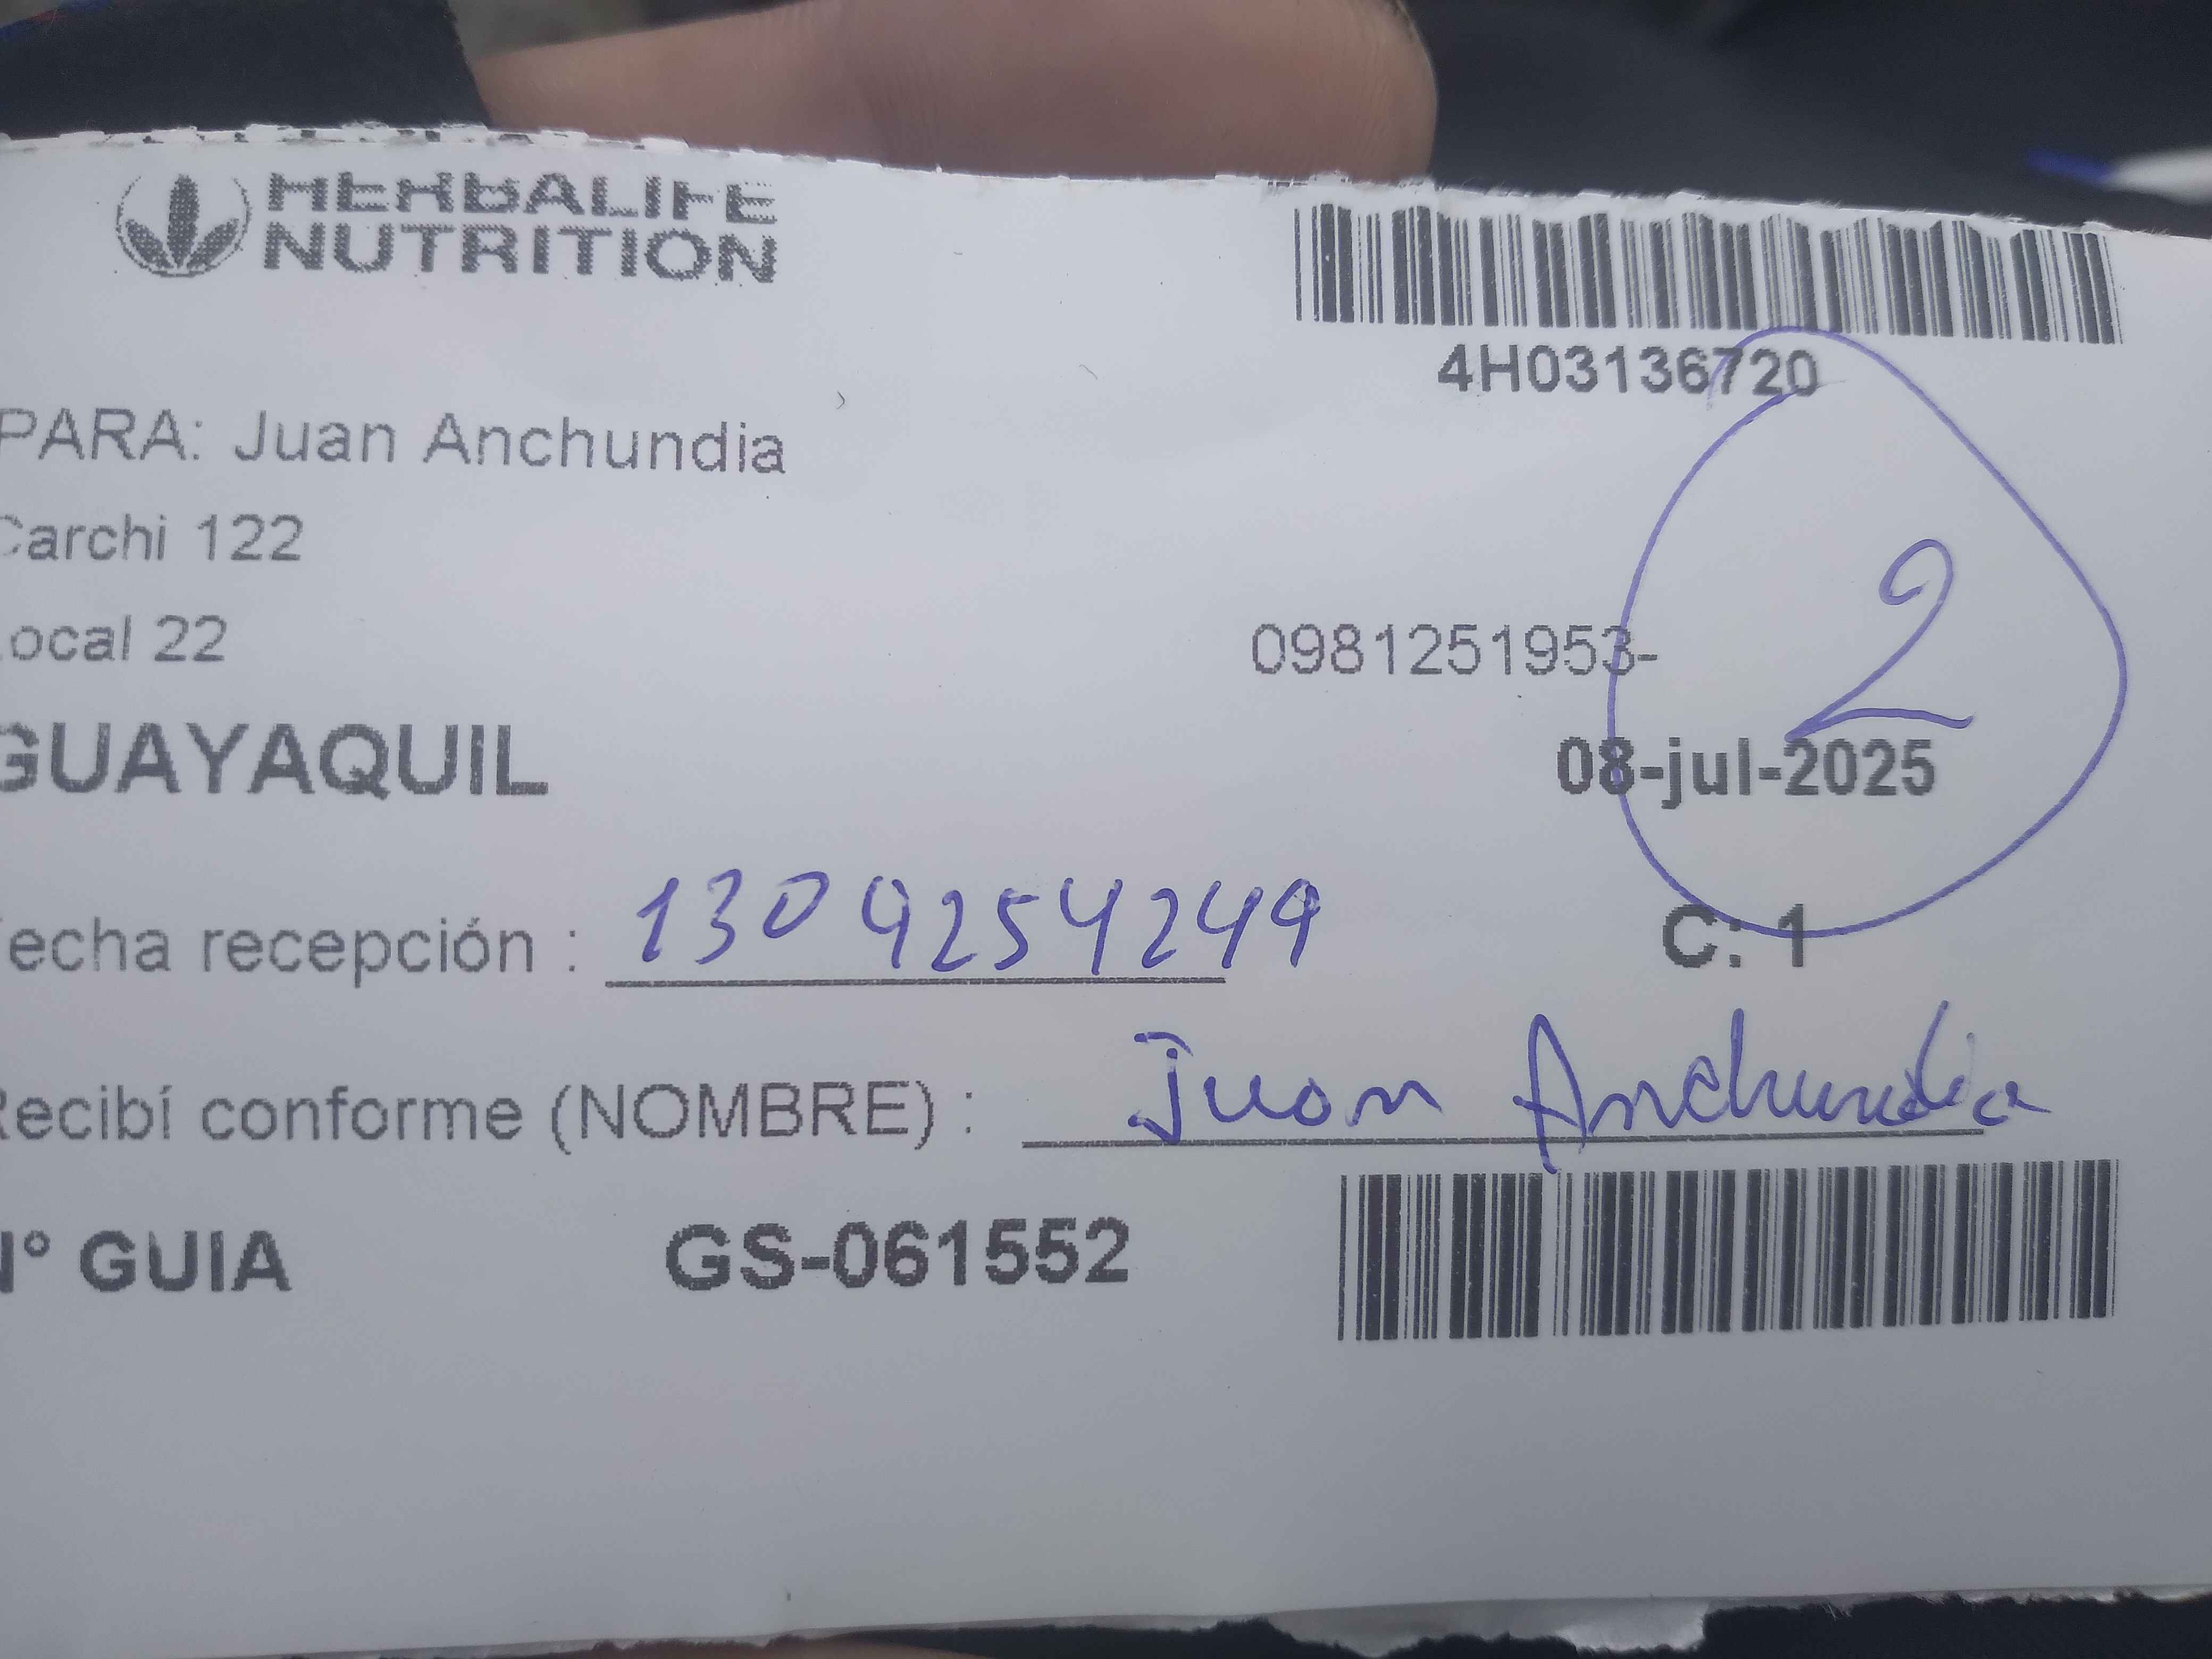 HERBALIFE
NUTRITION
4H03136720
PARA: Juan Anchundia
Carchi 122
Local 22
0981251953-
2
GUAYAQUIL
08-jul-2025
Fecha recepción : 1309254249
C: 1
Recibí conforme (NOMBRE) : Juan Anchundia
N° GUIA GS-061552